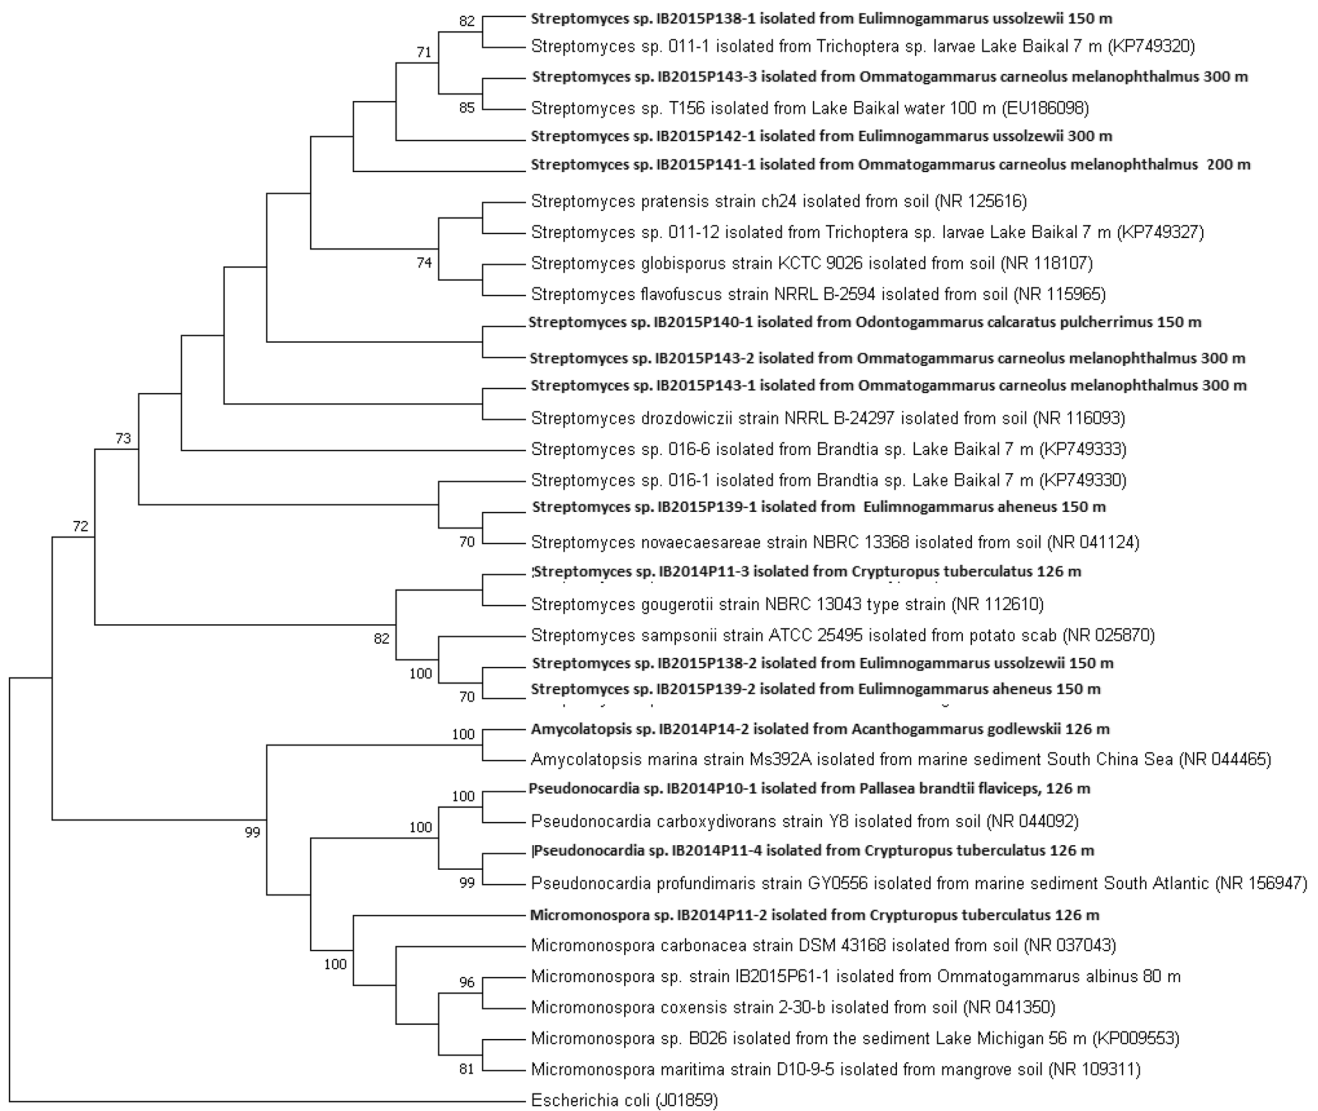 82
Streptomyces sp. IB2015P138-1 isolated from Eulimnogammarus ussolzewii 150 m
Streptomyces sp. 011-1 isolated from Trichoptera sp. larvae Lake Baikal 7 m (KP749320)
71
Streptomyces sp. IB2015P143-3 isolated from Ommatogammarus carneolus melanophthalmus 300 m
85
Streptomyces sp. T156 isolated from Lake Baikal water 100 m (EU186098)
Streptomyces sp. IB2015P142-1 isolated from Eulimnogammarus ussolzewii 300 m
Streptomyces sp. IB2015P141-1 isolated from Ommatogammarus carneolus melanophthalmus 200 m
Streptomyces pratensis strain ch24 isolated from soil (NR 125616)
Streptomyces sp. 011-12 isolated from Trichoptera sp. larvae Lake Baikal 7 m (KP749327)
74
Streptomyces globisporus strain KCTC 9026 isolated from soil (NR 118107)
Streptomyces flavofuscus strain NRRL B-2594 isolated from soil (NR 115965)
Streptomyces sp. IB2015P140-1 isolated from Odontogammarus calcaratus pulcherrimus 150 m
Streptomyces sp. IB2015P143-2 isolated from Ommatogammarus carneolus melanophthalmus 300 m
Streptomyces sp. IB2015P143-1 isolated from Ommatogammarus carneolus melanophthalmus 300 m
Streptomyces drozdowiczii strain NRRL B-24297 isolated from soil (NR 116093)
73
Streptomyces sp. 016-6 isolated from Brandtia sp. Lake Baikal 7 m (KP749333)
Streptomyces sp. 016-1 isolated from Brandtia sp. Lake Baikal 7 m (KP749330)
Streptomyces sp. IB2015P139-1 isolated from Eulimnogammarus aheneus 150 m
72
70
Streptomyces novaecaesareae strain NBRC 13368 isolated from soil (NR 041124)
Streptomyces sp. IB2014P11-3 isolated from Crypturopus tuberculatus 126 m
Streptomyces gougerotii strain NBRC 13043 type strain (NR 112610)
82
Streptomyces sampsonii strain ATCC 25495 isolated from potato scab (NR 025870)
100
Streptomyces sp. IB2015P138-2 isolated from Eulimnogammarus ussolzewii 150 m
70
Streptomyces sp. IB2015P139-2 isolated from Eulimnogammarus aheneus 150 m
100
Amycolatopsis sp. IB2014P14-2 isolated from Acanthogammarus godlewskii 126 m
Amycolatopsis marina strain Ms392A isolated from marine sediment South China Sea (NR 044465)
100
Pseudonocardia sp. IB2014P10-1 isolated from Pallasea brandtii flaviceps, 126 m
99
100
Pseudonocardia carboxydivorans strain Y8 isolated from soil (NR 044092)
Pseudonocardia sp. IB2014P11-4 isolated from Crypturopus tuberculatus 126 m
99
Pseudonocardia profundimaris strain GY0556 isolated from marine sediment South Atlantic (NR 156947)
Micromonospora sp. IB2014P11-2 isolated from Crypturopus tuberculatus 126 m
100
Micromonospora carbonacea strain DSM 43168 isolated from soil (NR 037043)
96
Micromonospora sp. strain IB2015P61-1 isolated from Ommatogammarus albinus 80 m
Micromonospora coxensis strain 2-30-b isolated from soil (NR 041350)
Micromonospora sp. B026 isolated from the sediment Lake Michigan 56 m (KP009553)
81
Micromonospora maritima strain D10-9-5 isolated from mangrove soil (NR 109311)
Escherichia coli (J01859)